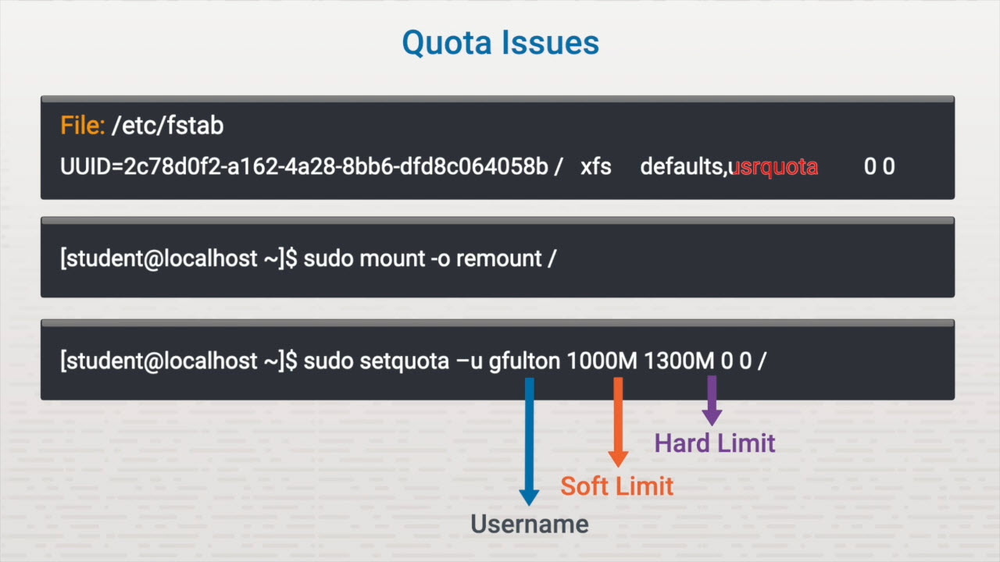 Quota Issues
File: /etc/fstab
UUID=2c78d0f2-a162-4a28-8bb6-dfd8c064058b / xfs defaults,usrquota 0 0
[student@localhost ~]$ sudo mount -o remount /
[student@localhost ~]$ sudo setquota –u gfulton 1000M 1300M 0 0 /
Hard Limit
Soft Limit
Username